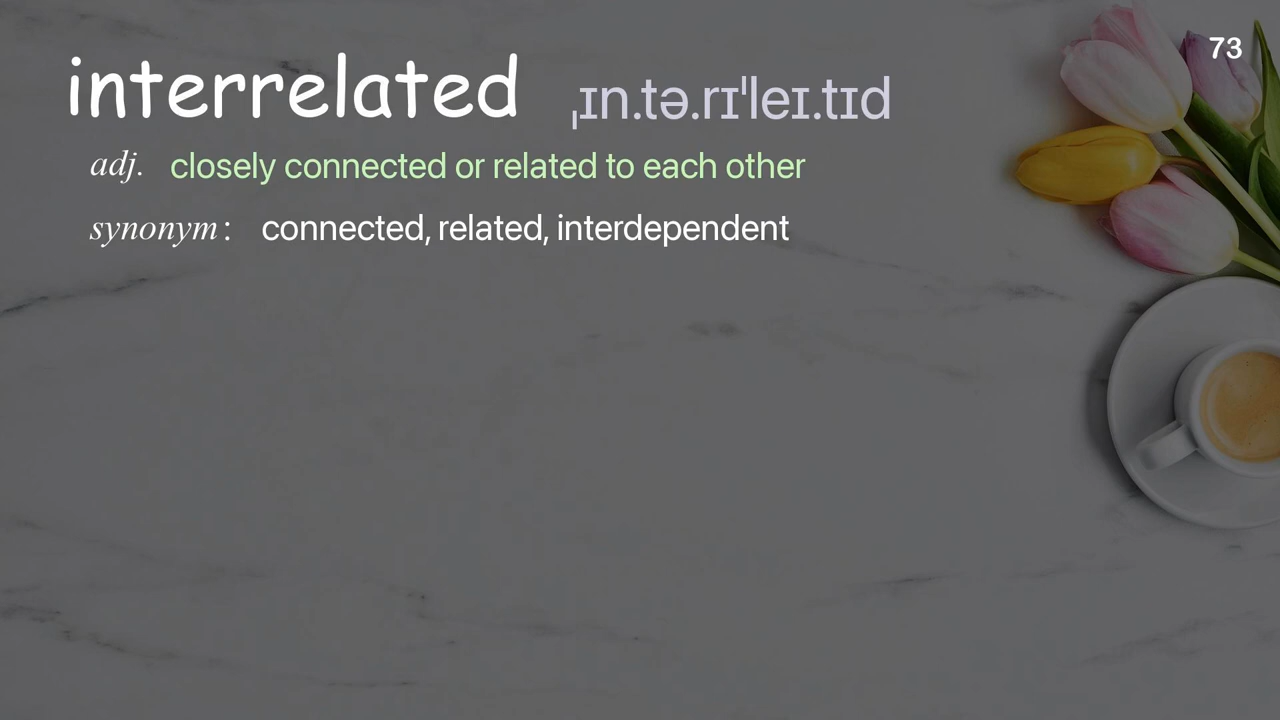 73
interrelated ˌɪn.tə.rɪˈleɪ.tɪd
adj. closely connected or related to each other
synonym : connected, related, interdependent